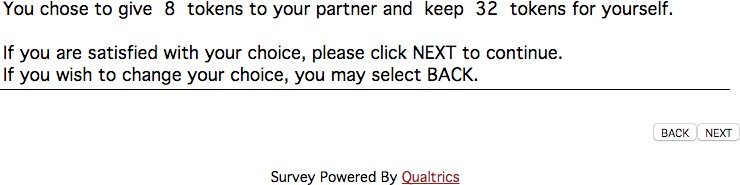 You chose to give 8 tokens to your partner and keep 32 tokens for yourself.
If you are satisfied with your choice, please click NEXT to continue.
If you wish to change your choice, you may select BACK.
BACK NEXT
Survey Powered By Qualtrics